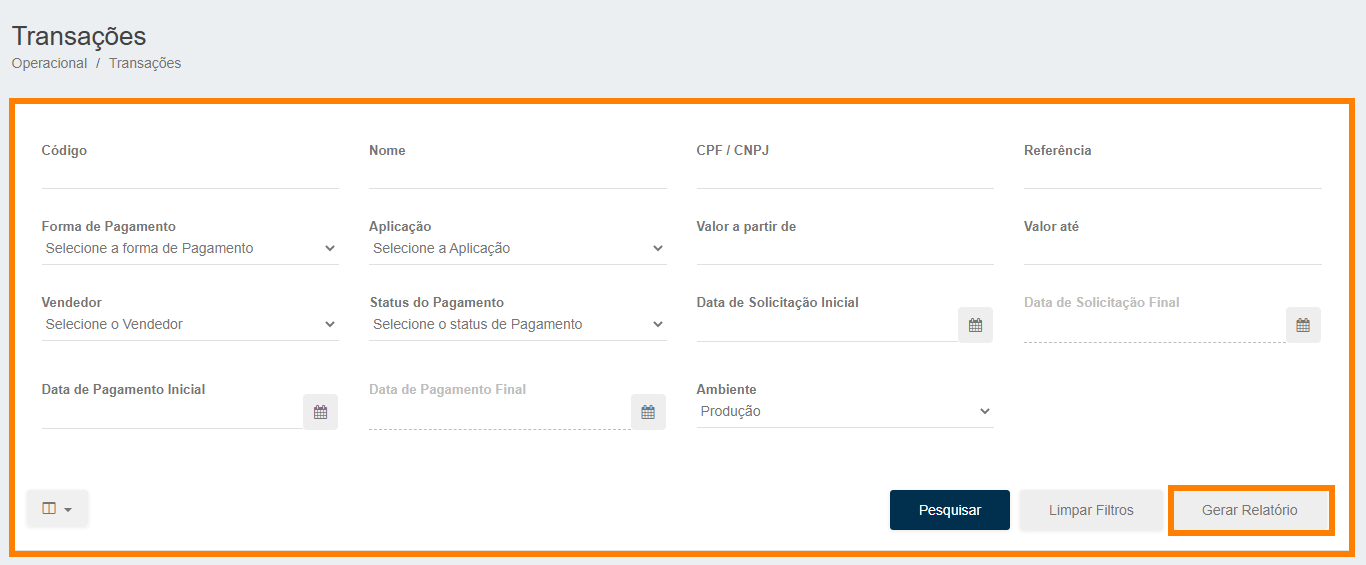 Transações
Operacional / Transações
Código Nome CPF / CNPJ Referência
Forma de Pagamento Aplicação Valor a partir de Valor até
Selecione a forma de Pagamento Selecione a Aplicação
Vendedor Status do Pagamento Data de Solicitação Inicial Data de Solicitação Final
Selecione o Vendedor Selecione o status de Pagamento
Data de Pagamento Inicial Data de Pagamento Final Ambiente
Produção
Pesquisar Limpar Filtros Gerar Relatório